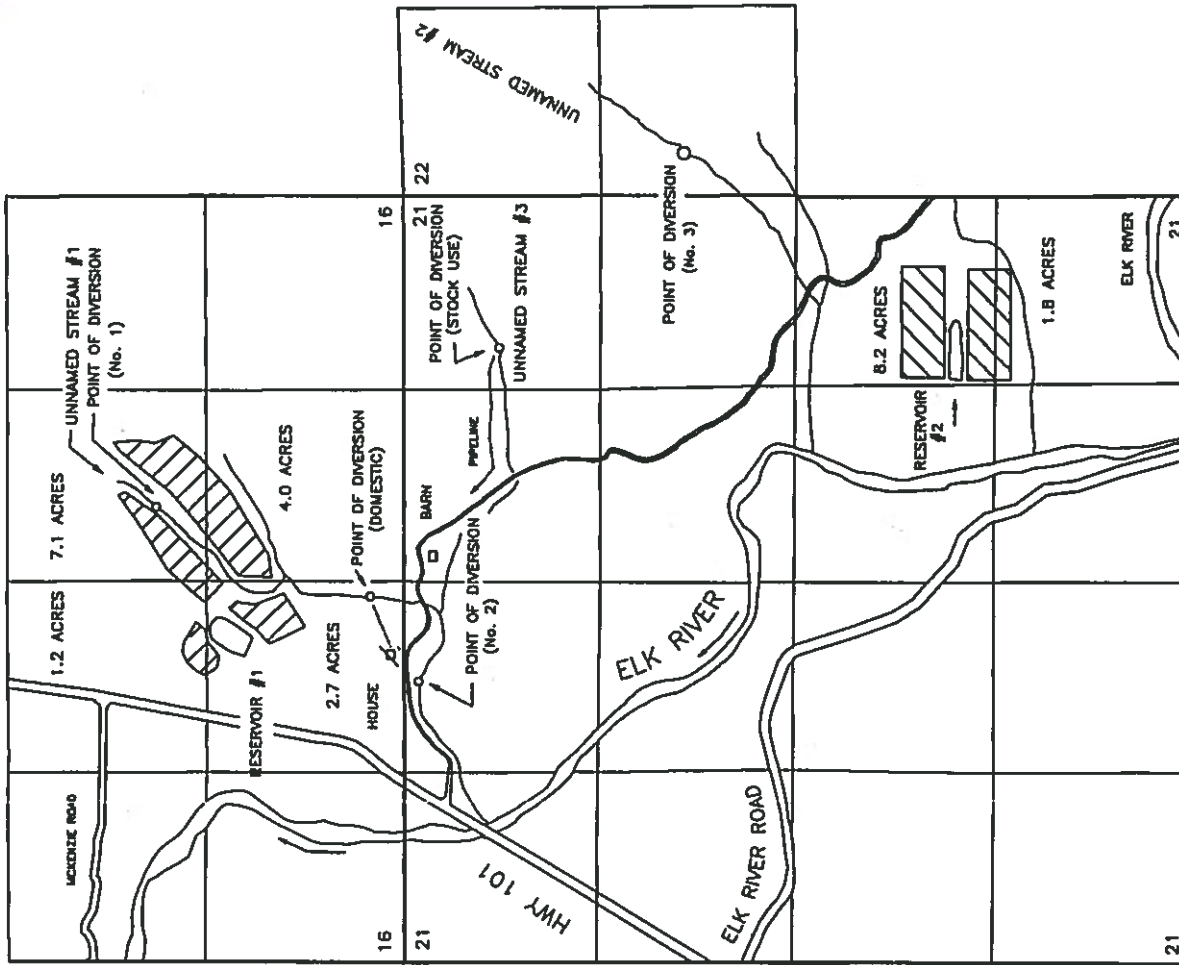 UNNAMED STREAM #2
UNNAMED STREAM #1
POINT OF DIVERSION
(No. 1)
7.1 ACRES
1.2 ACRES
MCKENZIE ROAD
4.0 ACRES
16
21
22
POINT OF DIVERSION
(STOCK USE)
UNNAMED STREAM #3
POINT OF DIVERSION
(No. 3)
POINT OF DIVERSION
(DOMESTIC)
PIPELINE
BARN
RESERVOIR #1
2.7 ACRES
HOUSE
POINT OF DIVERSION
(No. 2)
16
21
HWY 101
ELK RIVER
ELK RIVER ROAD
8.2 ACRES
RESERVOIR
#2
1.8 ACRES
ELK RIVER
21
21